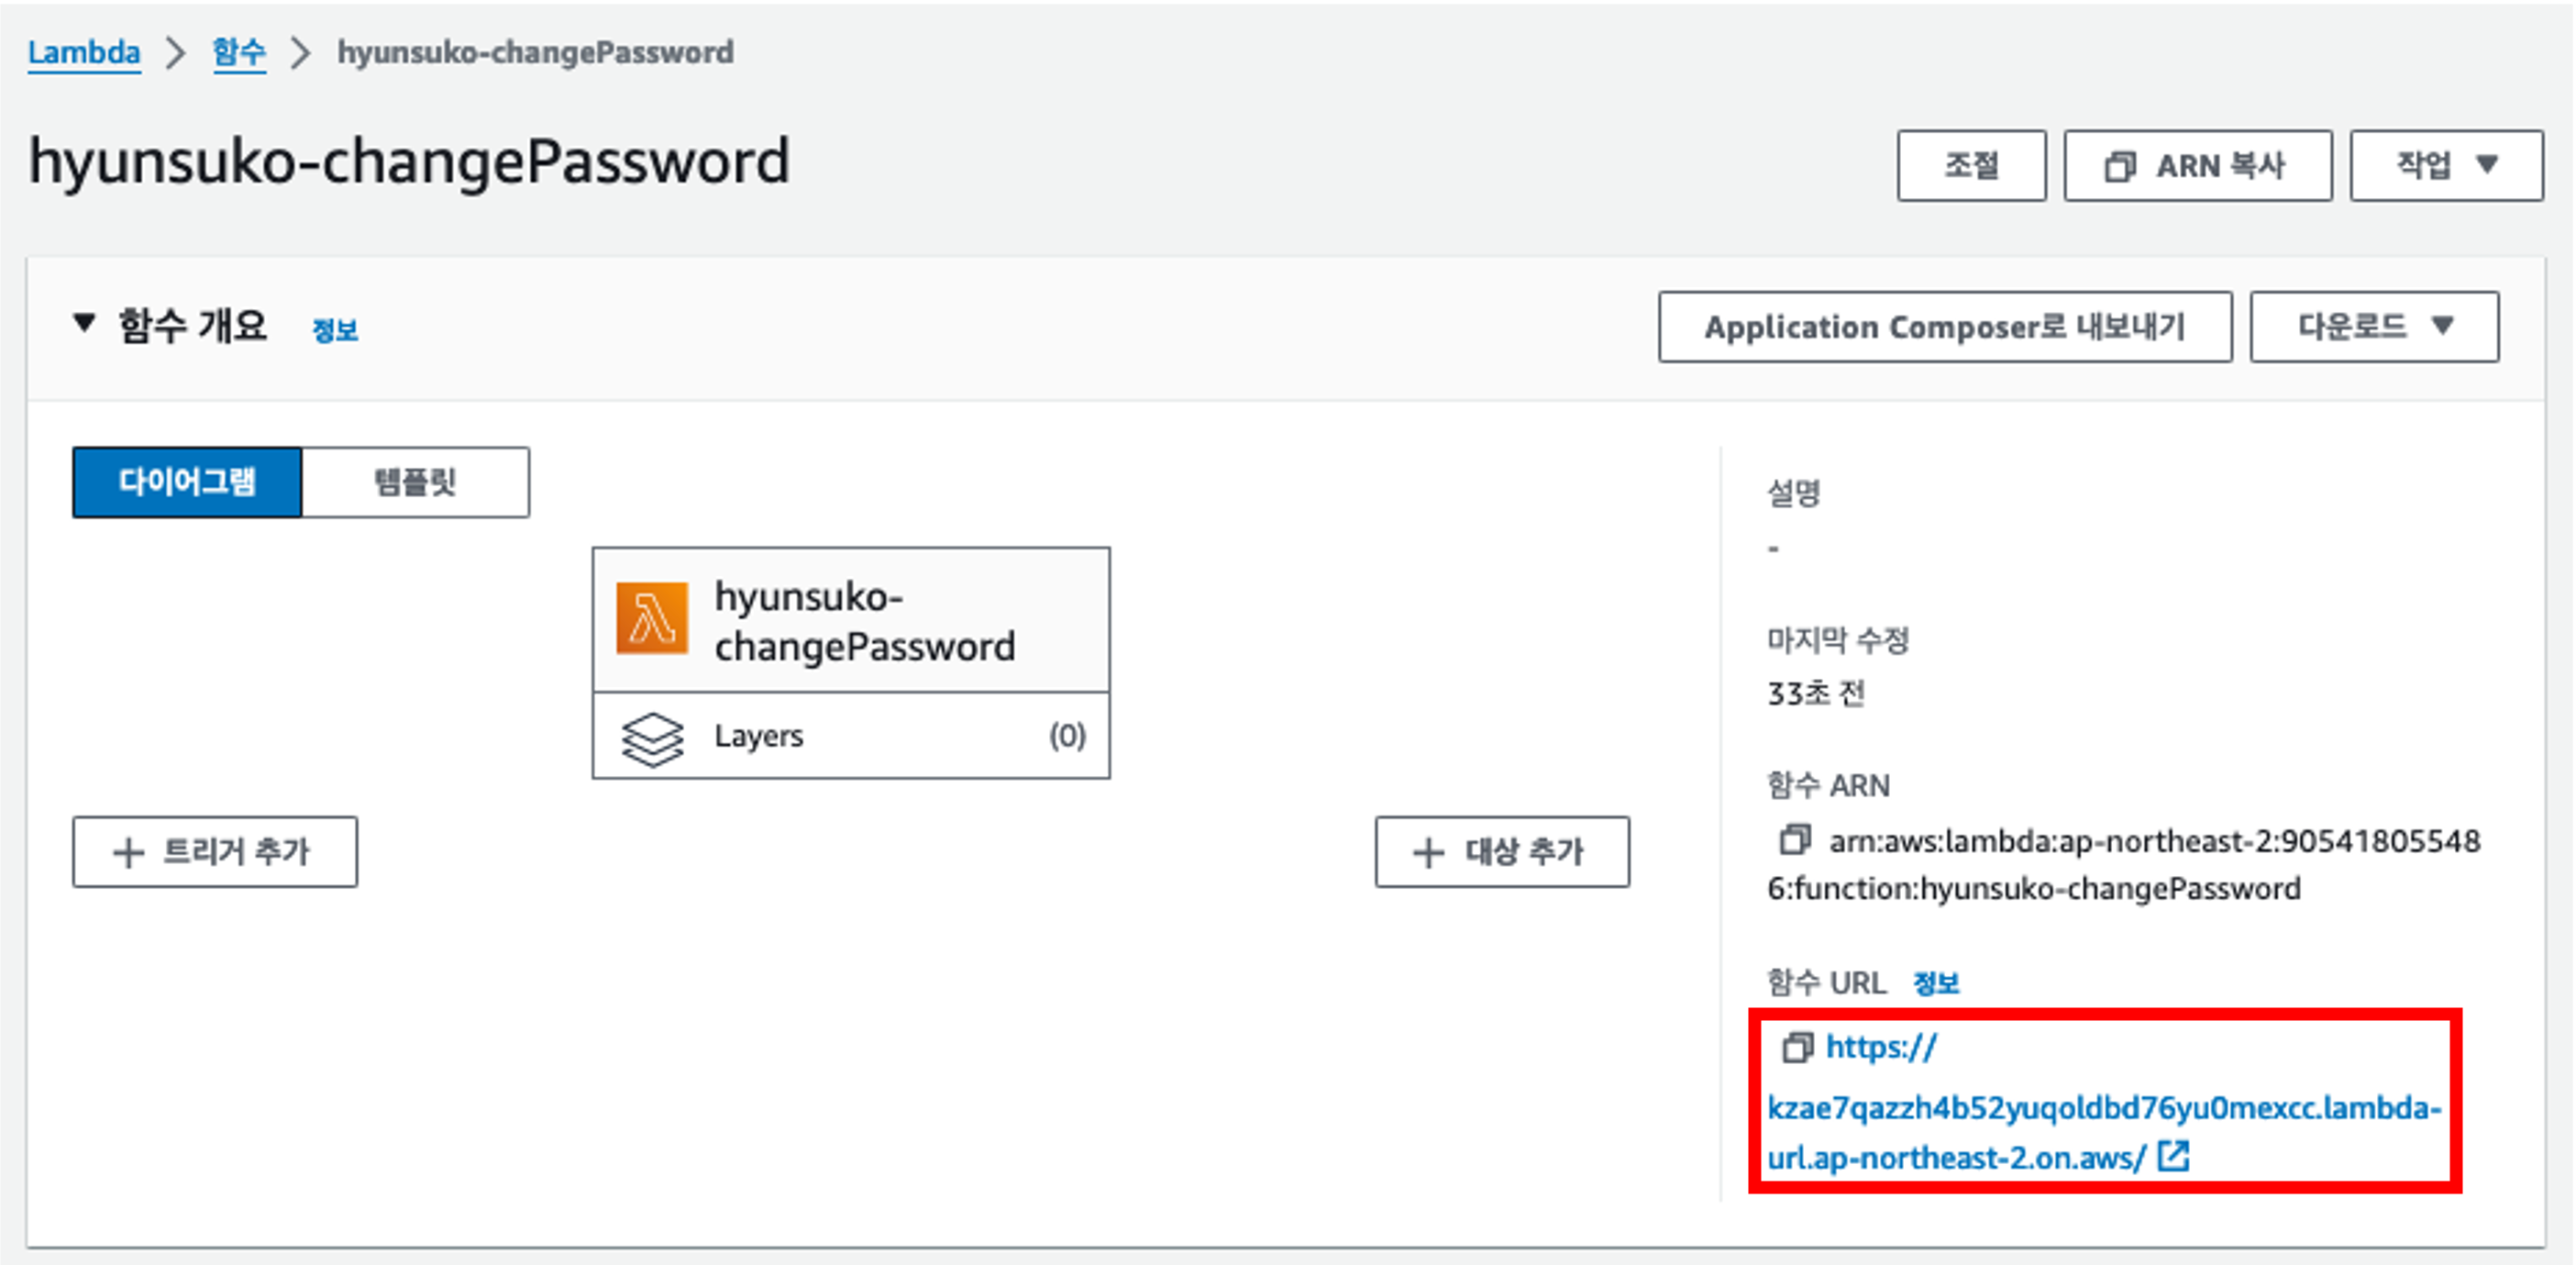 Lambda > 함수 > hyunsuko-changePassword
hyunsuko-changePassword
조절
ARN 복사
작업
함수 개요 정보
Application Composer로 내보내기
다운로드
다이어그램
템플릿
hyunsuko-
changePassword
Layers (0)
+ 트리거 추가
+ 대상 추가
설명
-
마지막 수정
33초 전
함수 ARN
arn:aws:lambda:ap-northeast-2:90541805548
6:function:hyunsuko-changePassword
함수 URL 정보
https://
kzae7qazzh4b52yuqoldbd76yu0mexcc.lambda-
url.ap-northeast-2.on.aws/